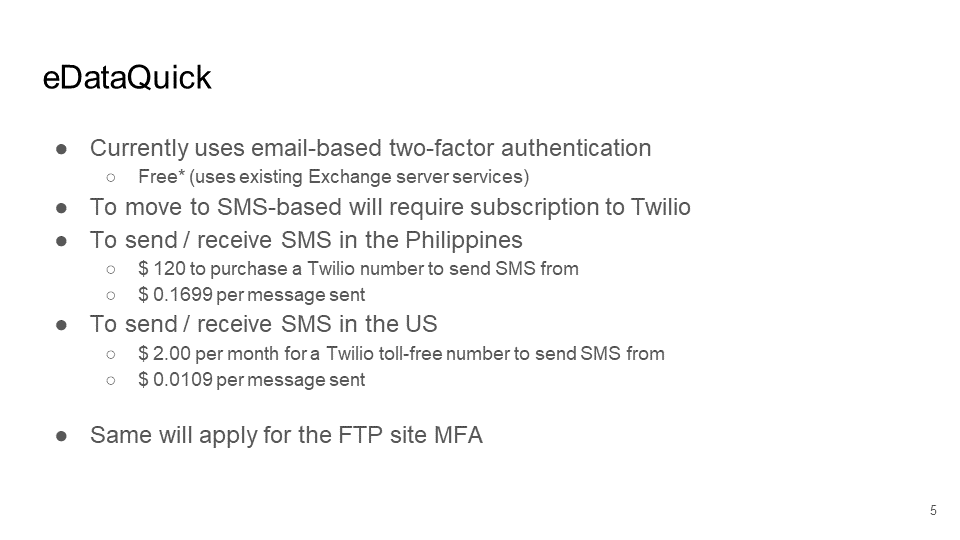 eDataQuick
● Currently uses email-based two-factor authentication
○ Free* (uses existing Exchange server services)
● To move to SMS-based will require subscription to Twilio
● To send / receive SMS in the Philippines
○ $ 120 to purchase a Twilio number to send SMS from
○ $ 0.1699 per message sent
● To send / receive SMS in the US
○ $ 2.00 per month for a Twilio toll-free number to send SMS from
○ $ 0.0109 per message sent
● Same will apply for the FTP site MFA
5